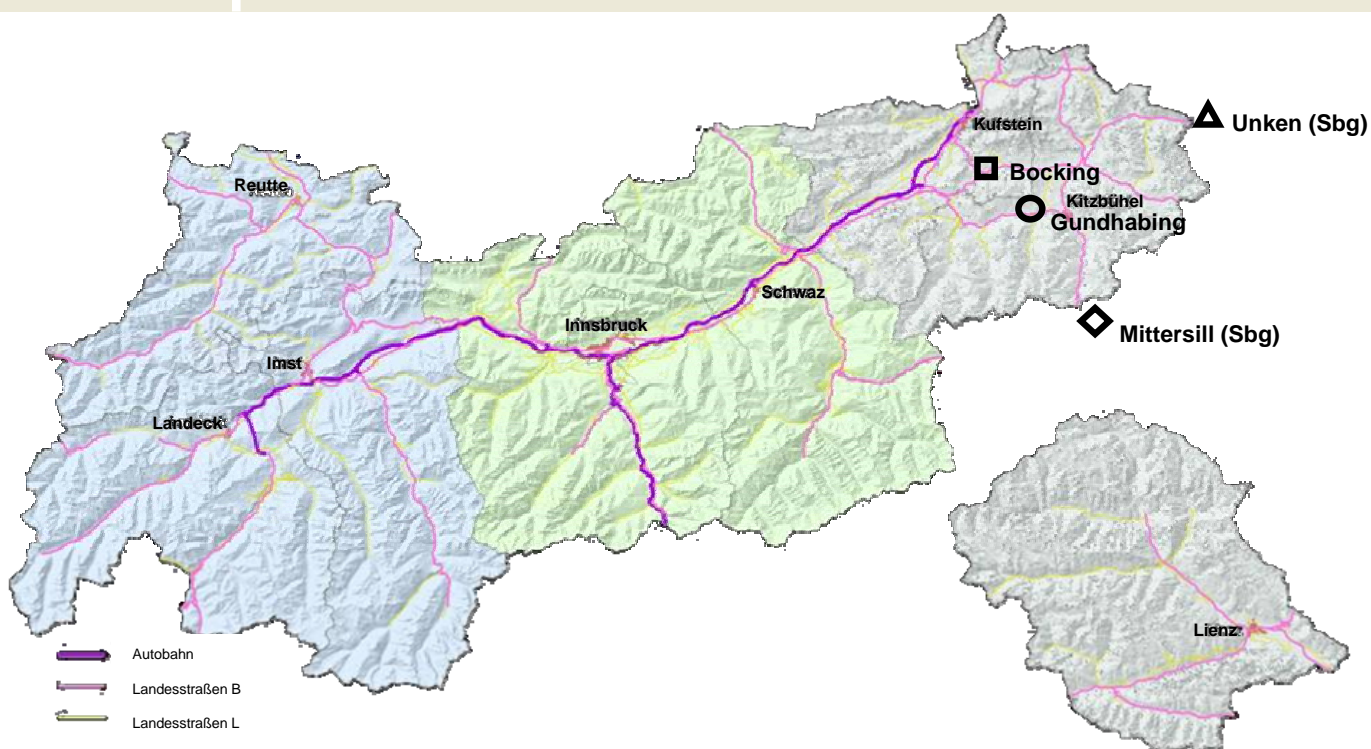 Kufstein
Unken (Sbg)
Bocking
Reutte
Kitzbühel
Gundhabing
Schwaz
Innsbruck
Mittersill (Sbg)
Imst
Landeck
Lienz
Autobahn
Landesstraßen B
Landesstraßen L